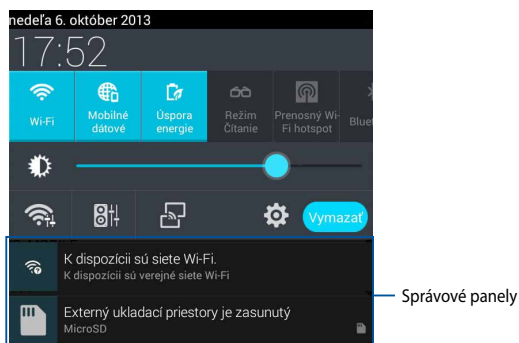 nedeľa 6. október 2013
17:52
Wi-Fi
Mobilné
dátové
Úspora
energie
Režim
Čítanie
Prenosný Wi-
Fi hotspot
Bluet
Vymazať
K dispozícii sú siete Wi-Fi.
K dispozícii sú verejné siete Wi-Fi
Externý ukladací priestory je zasunutý
MicroSD
Správové panely